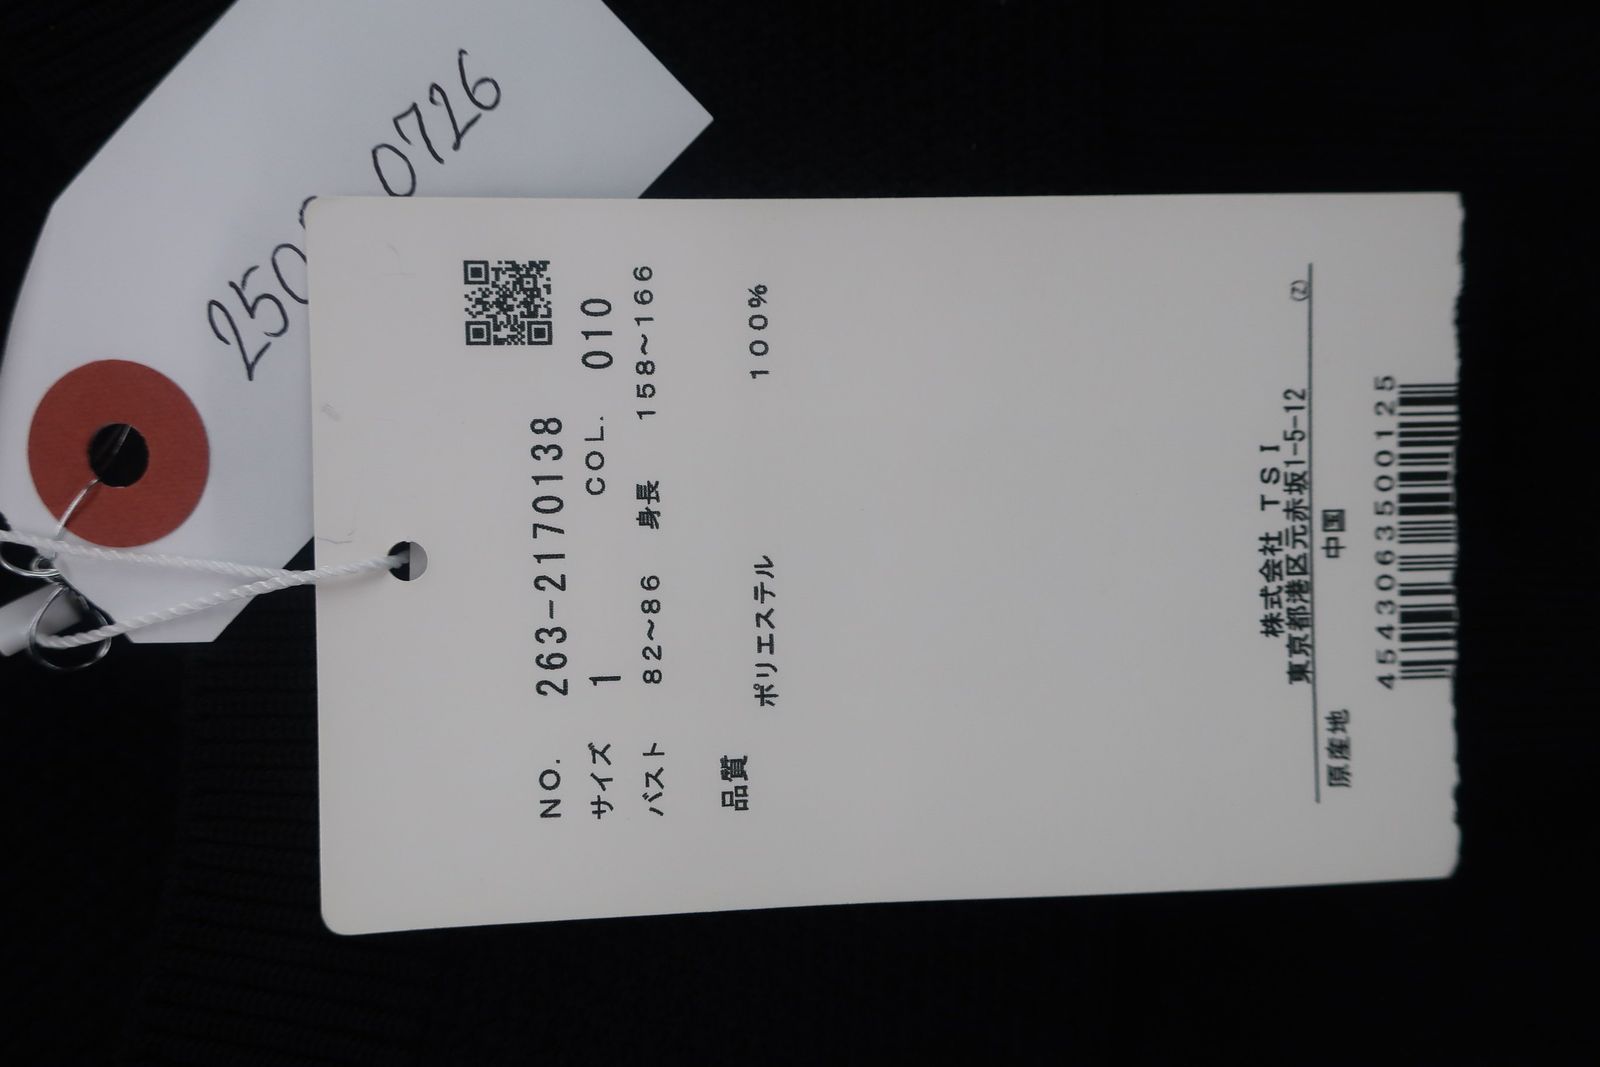 0726
NO. 263-2170138
サイズ 1 COL. 010
バスト 82~86 身長 158~166
品質
ポリエステル 100%
株式会社 TSI
東京都港区元赤坂1-5-12
(Z)
原産地 中国
4543063500125